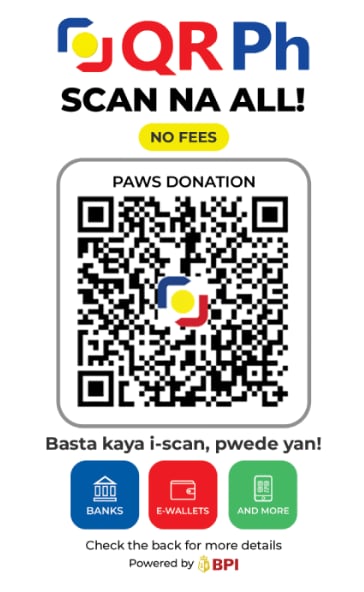 QR Ph
SCAN NA ALL!
NO FEES
PAWS DONATION
Basta kaya i-scan, pwede yan!
BANKS
E-WALLETS
AND MORE
Check the back for more details
Powered by BPI